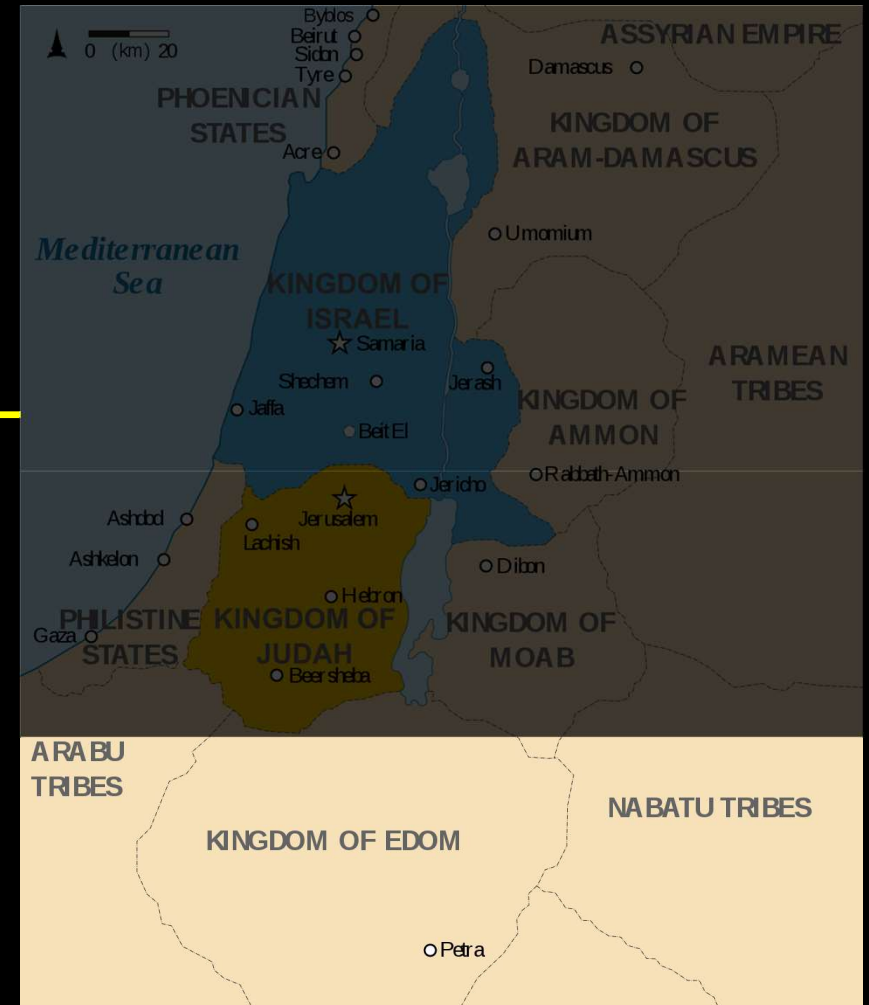 Byblos
Beirut
Sidon
Tyre
0 (km) 20
ASSYRIAN EMPIRE
Damascus
PHOENICIAN
STATES
KINGDOM OF
ARAM-DAMASCUS
Acre
Umomium
Mediterranean
Sea
KINGDOM OF
ISRAEL
Samaria
ARAMEAN
TRIBES
Shechem
Jerash
Jaffa
KINGDOM OF
AMMON
Beit El
Rabbath-Ammon
Jericho
Jerusalem
Ashdod
Lachish
Ashkelon
Dibon
Hebron
PHILISTINE
STATES
KINGDOM OF
JUDAH
KINGDOM OF
MOAB
Gaza
Beersheba
ARABU
TRIBES
NABATU TRIBES
KINGDOM OF EDOM
Petra